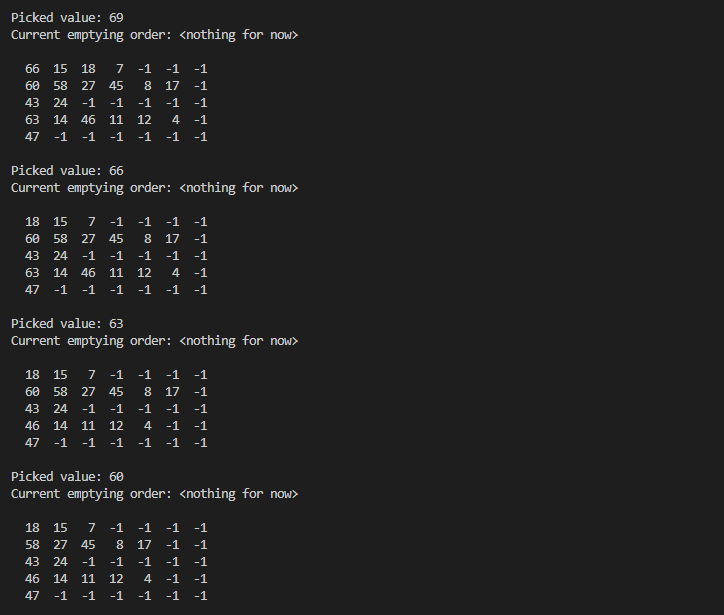 Picked value: 69
Current emptying order: <nothing for now>
66 15 18 7 -1 -1 -1
60 58 27 45 8 17 -1
43 24 -1 -1 -1 -1 -1
63 14 46 11 12 4 -1
47 -1 -1 -1 -1 -1 -1
Picked value: 66
Current emptying order: <nothing for now>
18 15 7 -1 -1 -1 -1
60 58 27 45 8 17 -1
43 24 -1 -1 -1 -1 -1
63 14 46 11 12 4 -1
47 -1 -1 -1 -1 -1 -1
Picked value: 63
Current emptying order: <nothing for now>
18 15 7 -1 -1 -1 -1
60 58 27 45 8 17 -1
43 24 -1 -1 -1 -1 -1
46 14 11 12 4 -1 -1
47 -1 -1 -1 -1 -1 -1
Picked value: 60
Current emptying order: <nothing for now>
18 15 7 -1 -1 -1 -1
58 27 45 8 17 -1 -1
43 24 -1 -1 -1 -1 -1
46 14 11 12 4 -1 -1
47 -1 -1 -1 -1 -1 -1